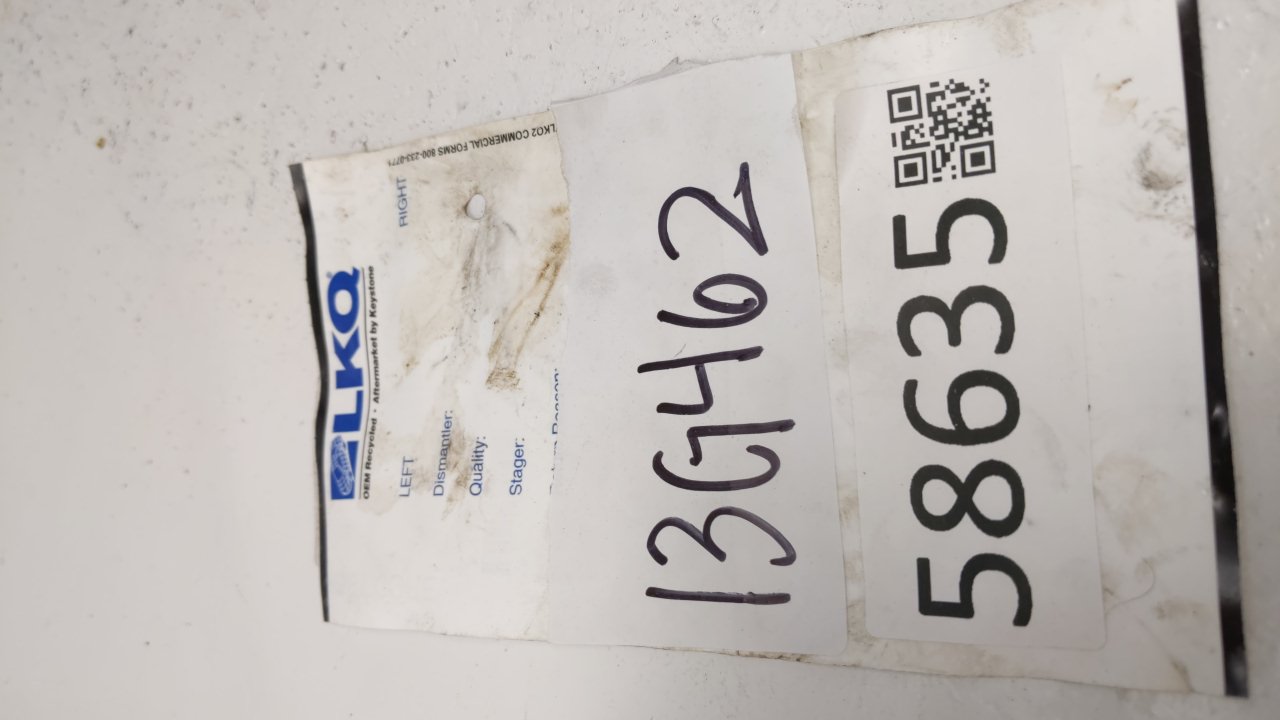 LKQ
OEM Recycled • Aftermarket by Keystone
LEFT RIGHT
Dismantler:
Quality:
Stager:
LKQ2 COMMERCIAL FORMS 800-233-0771
13G462
58635